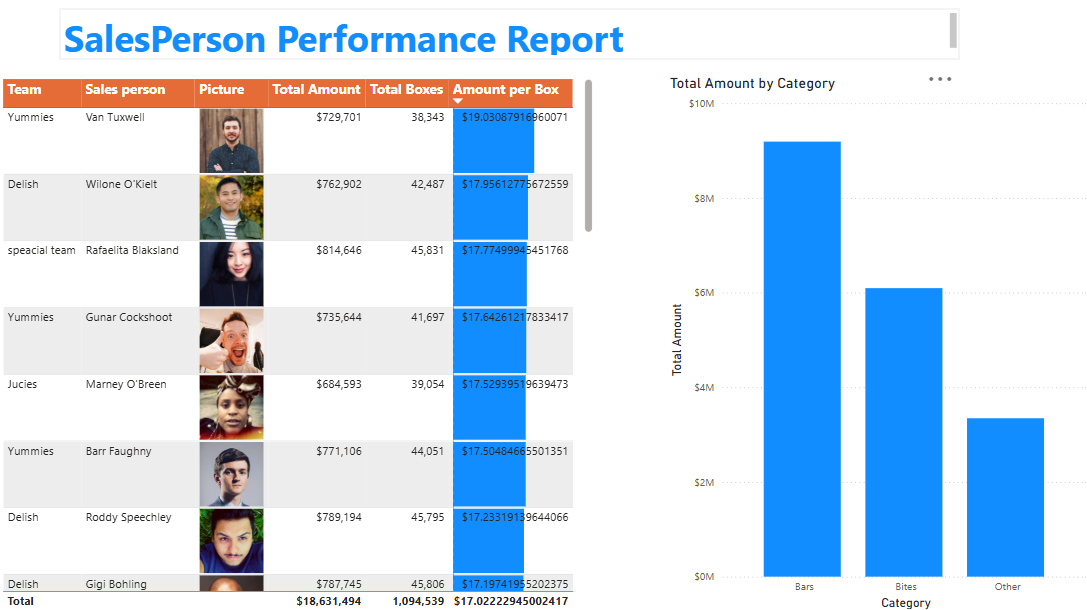 SalesPerson Performance Report
Team Sales person Picture Total Amount Total Boxes Amount per Box
Yummies Van Tuxwell $729,701 38,343 $19.03087916960071
Delish Wilone O'Kielt $762,902 42,487 $17.95612775672559
speacial team Rafaelita Blaksland $814,646 45,831 $17.77499945451768
Yummies Gunar Cockshoot $735,644 41,697 $17.64261217833417
Jucies Marney O'Breen $684,593 39,054 $17.52939519639473
Yummies Barr Faughny $771,106 44,051 $17.50484665501351
Delish Roddy Speechley $789,194 45,795 $17.23319139644066
Delish Gigi Bohling $787,745 45,806 $17.19741955202375
Total $18,631,494 1,094,539 $17.02222945002417
Total Amount by Category
$10M
$8M
$6M
$4M
$2M
$0M
Total Amount
Bars Bites Other
Category